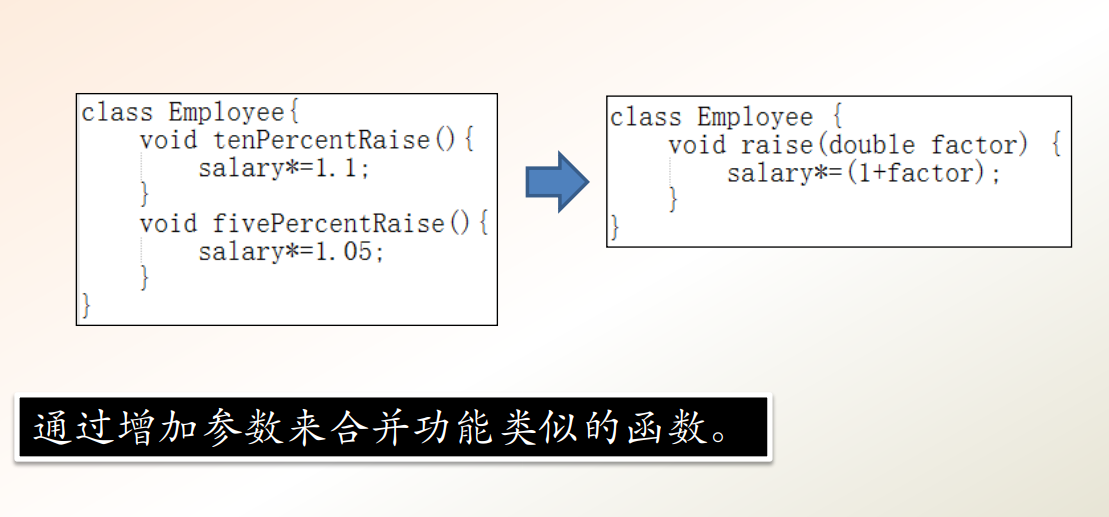 class Employee{
void tenPercentRaise(){
salary*=1.1;
}
void fivePercentRaise(){
salary*=1.05;
}
}
class Employee {
void raise(double factor) {
salary*=(1+factor);
}
}
通过增加参数来合并功能类似的函数。